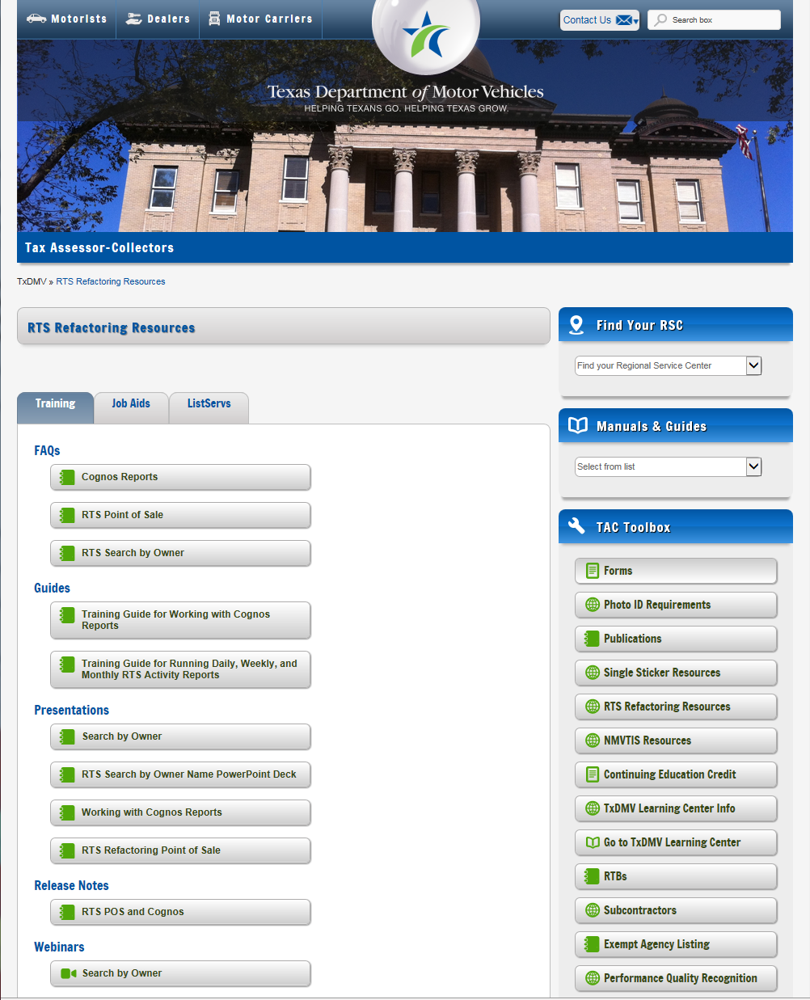 Motorists
Dealers
Motor Carriers
Contact Us
Search box
Texas Department of Motor Vehicles
HELPING TEXANS GO. HELPING TEXAS GROW.
Tax Assessor-Collectors
TxDMV » RTS Refactoring Resources
RTS Refactoring Resources
Training
Job Aids
ListServs
FAQs
Cognos Reports
RTS Point of Sale
RTS Search by Owner
Guides
Training Guide for Working with Cognos
Reports
Training Guide for Running Daily, Weekly, and
Monthly RTS Activity Reports
Presentations
Search by Owner
RTS Search by Owner Name PowerPoint Deck
Working with Cognos Reports
RTS Refactoring Point of Sale
Release Notes
RTS POS and Cognos
Webinars
Search by Owner
Find Your RSC
Find your Regional Service Center
Manuals & Guides
Select from list
TAC Toolbox
Forms
Photo ID Requirements
Publications
Single Sticker Resources
RTS Refactoring Resources
NMVTIS Resources
Continuing Education Credit
TxDMV Learning Center Info
Go to TxDMV Learning Center
RTBs
Subcontractors
Exempt Agency Listing
Performance Quality Recognition